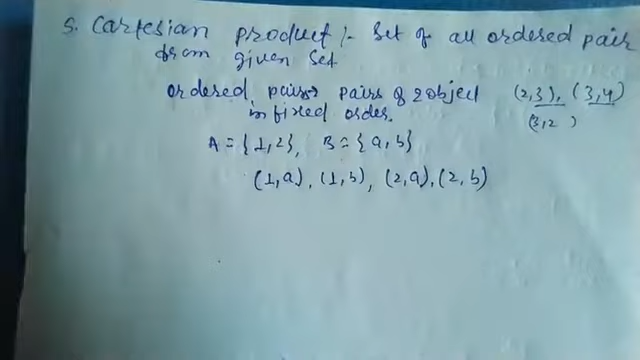 5. Cartesian product :- Set of all ordered pair
from given set
ordered pairs pairs of 2 object (2,3), (3,4)
in fixed order. (3,2 )
A = {1,2}, B = {a,b}
(1,a), (1,b), (2,a), (2,b)